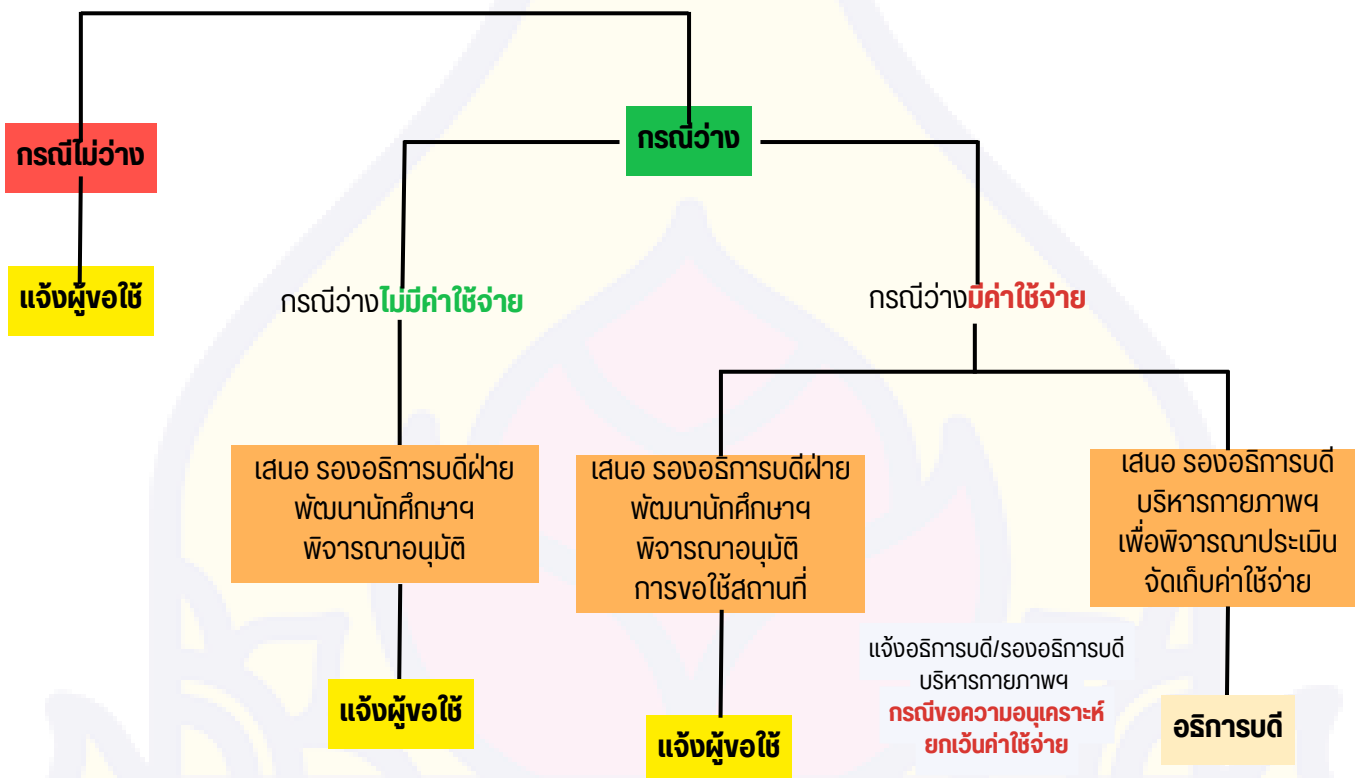 กรณีไม่ว่าง
กรณีว่าง
แจ้งผู้ขอใช้
กรณีว่างไม่มีค่าใช้จ่าย
กรณีว่างมีค่าใช้จ่าย
เสนอ รองอธิการบดีฝ่าย
พัฒนานักศึกษาฯ
พิจารณาอนุมัติ
แจ้งผู้ขอใช้
เสนอ รองอธิการบดีฝ่าย
พัฒนานักศึกษาฯ
พิจารณาอนุมัติ
การขอใช้สถานที่
แจ้งผู้ขอใช้
เสนอ รองอธิการบดี
บริหารกายภาพฯ
เพื่อพิจารณาประเมิน
จัดเก็บค่าใช้จ่าย
แจ้งอธิการบดี/รองอธิการบดี
บริหารกายภาพฯ
กรณีขอความอนุเคราะห์
ยกเว้นค่าใช้จ่าย
อธิการบดี